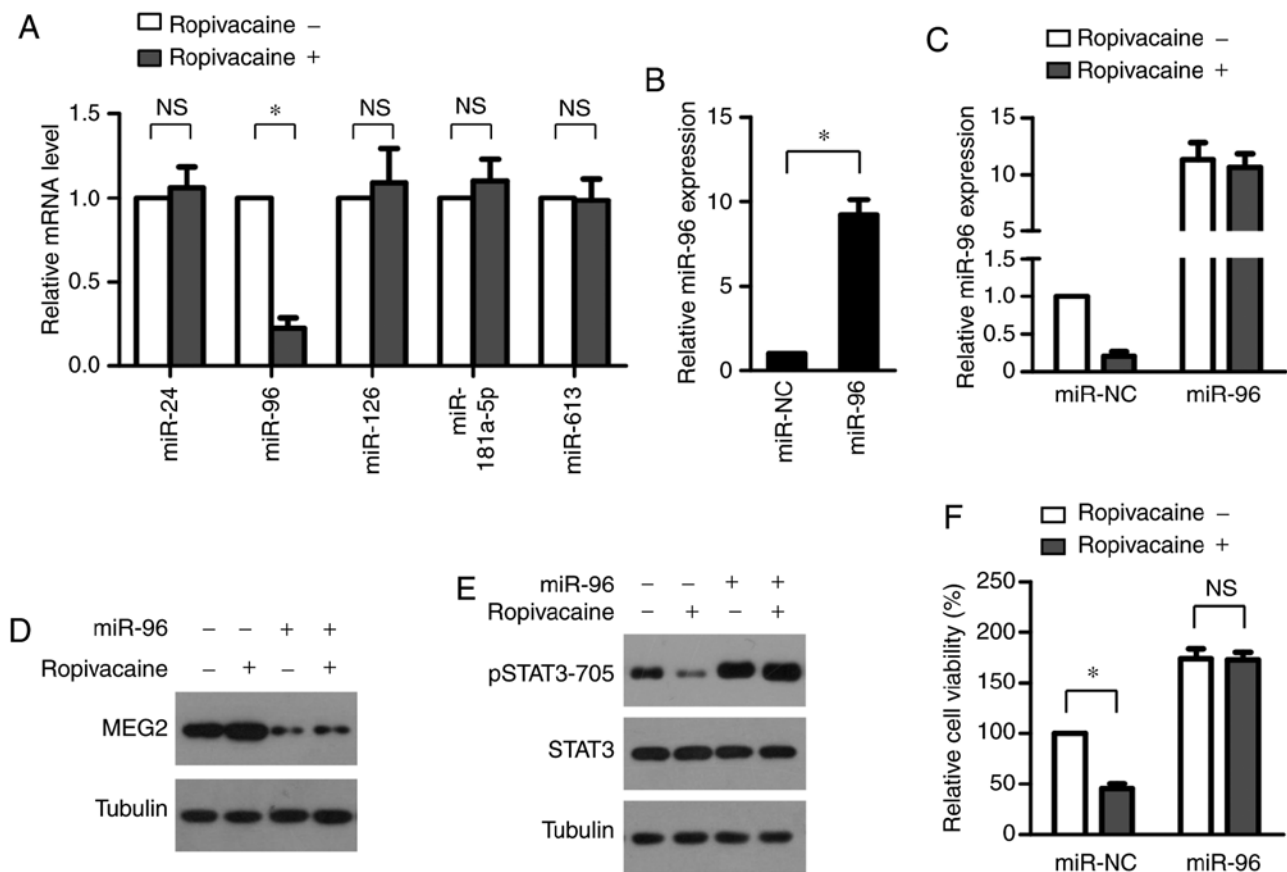 A
Ropivacaine –
Ropivacaine +
Relative mRNA level
1.5
1.0
0.5
0.0
NS
*
NS
NS
NS
miR-24
miR-96
miR-126
miR-
181a-5p
miR-613
B
Relative miR-96 expression
15
10
5
0
*
miR-NC
miR-96
C
Ropivacaine –
Ropivacaine +
Relative miR-96 expression
15
10
5
1.0
0.5
0
miR-NC
miR-96
D
miR-96 – – + +
Ropivacaine – + – +
MEG2
Tubulin
E
miR-96 – – + +
Ropivacaine – + – +
pSTAT3-705
STAT3
Tubulin
F
Ropivacaine –
Ropivacaine +
Relative cell viability (%)
250
200
150
100
50
0
*
NS
miR-NC
miR-96